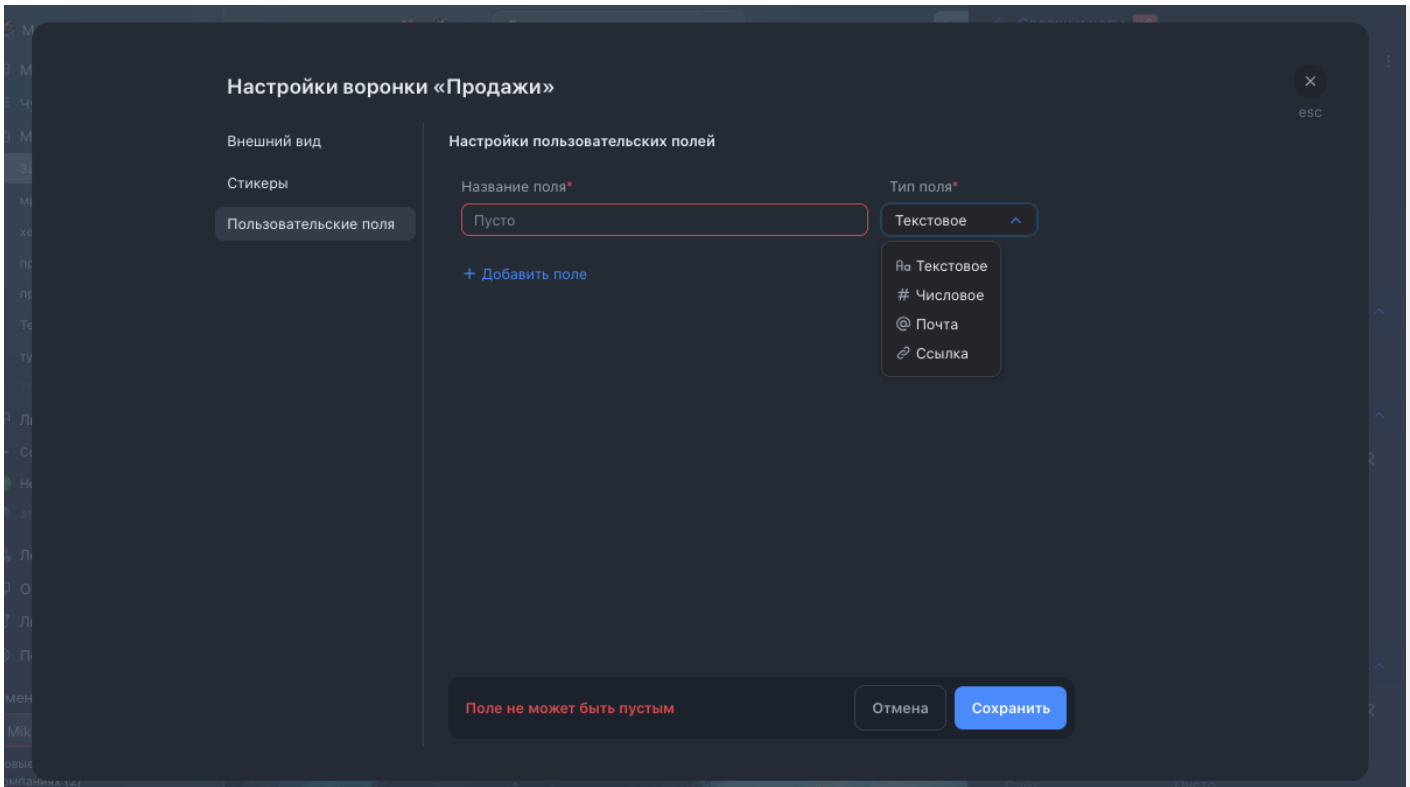 Настройки воронки «Продажи»
esc
Внешний вид
Стикеры
Пользовательские поля
Настройки пользовательских полей
Название поля*
Тип поля*
Пусто
Текстовое
+ Добавить поле
Aa Текстовое
# Числовое
@ Почта
Ссылка
Поле не может быть пустым
Отмена
Сохранить